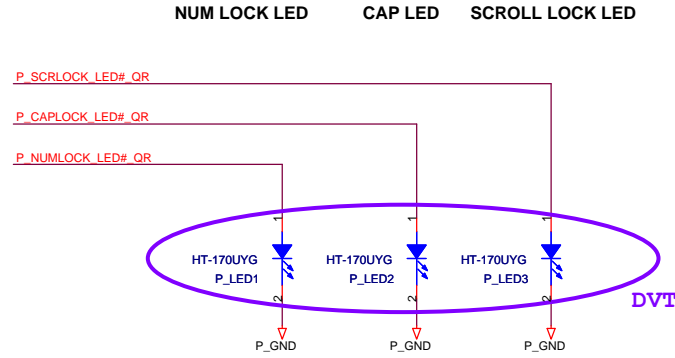 NUM LOCK LED CAP LED SCROLL LOCK LED
P_SCRLOCK_LED#_QR
P_CAPLOCK_LED#_QR
P_NUMLOCK_LED#_QR
1 1 1
HT-170UYG HT-170UYG HT-170UYG
P_LED1 P_LED2 P_LED3
2 2 2
DVT
P_GND P_GND P_GND